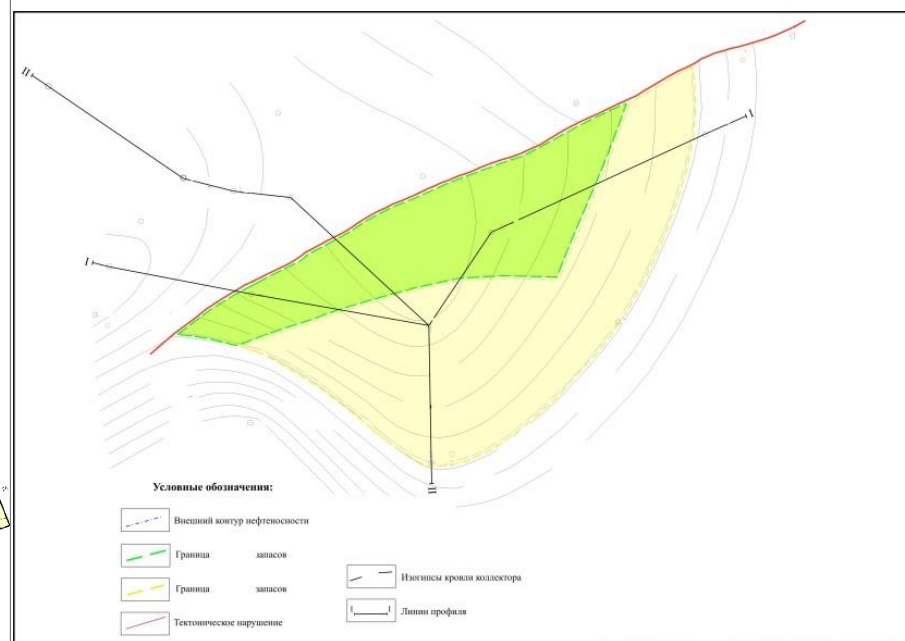 II
I
I
II
Условные обозначения:
Внешний контур нефтеносности
Граница запасов
Граница запасов
Тектоническое нарушение
Изогипсы кровли коллектора
I I Линии профиля